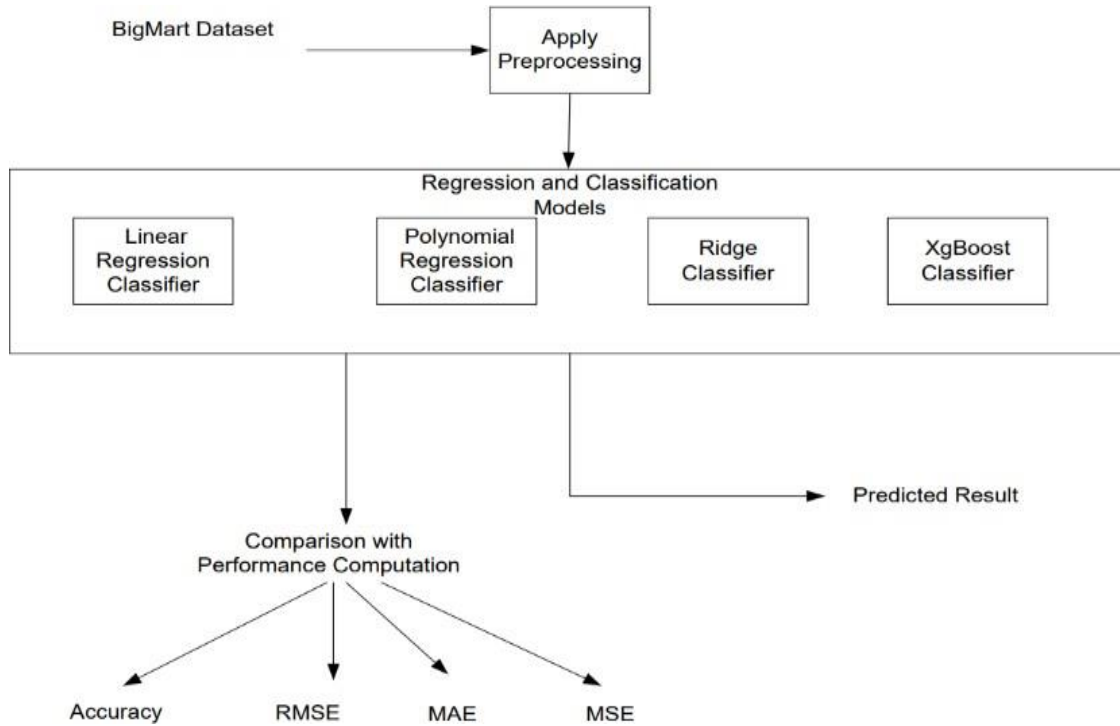 BigMart Dataset
Apply
Preprocessing
Regression and Classification
Models
Linear
Regression
Classifier
Polynomial
Regression
Classifier
Ridge
Classifier
XgBoost
Classifier
Predicted Result
Comparison with
Performance Computation
Accuracy
RMSE
MAE
MSE